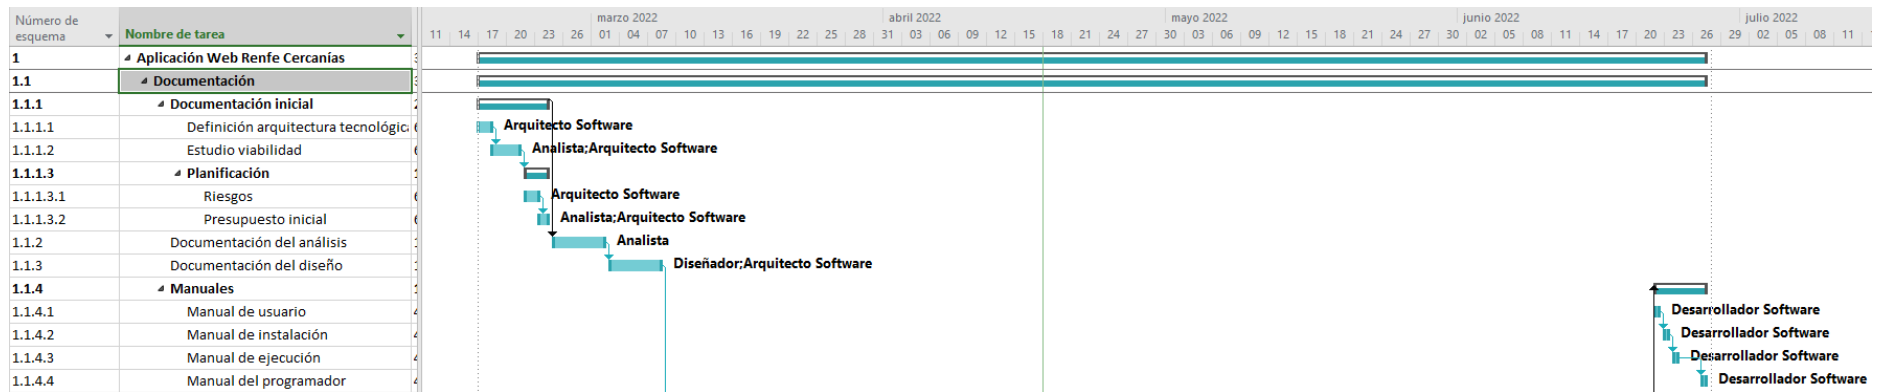 Número de esquema
Nombre de tarea
marzo 2022 abril 2022 mayo 2022 junio 2022 julio 2022
11 14 17 20 23 26 01 04 07 10 13 16 19 22 25 28 31 03 06 09 12 15 18 21 24 27 30 03 06 09 12 15 18 21 24 27 30 02 05 08 11 14 17 20 23 26 29 02 05 08 11
1 Aplicación Web Renfe Cercanías
1.1 Documentación
1.1.1 Documentación inicial
1.1.1.1 Definición arquitectura tecnológic Arquitecto Software
1.1.1.2 Estudio viabilidad Analista;Arquitecto Software
1.1.1.3 Planificación
1.1.1.3.1 Riesgos Arquitecto Software
1.1.1.3.2 Presupuesto inicial Analista;Arquitecto Software
1.1.2 Documentación del análisis Analista
1.1.3 Documentación del diseño Diseñador;Arquitecto Software
1.1.4 Manuales
1.1.4.1 Manual de usuario Desarrollador Software
1.1.4.2 Manual de instalación Desarrollador Software
1.1.4.3 Manual de ejecución Desarrollador Software
1.1.4.4 Manual del programador Desarrollador Software